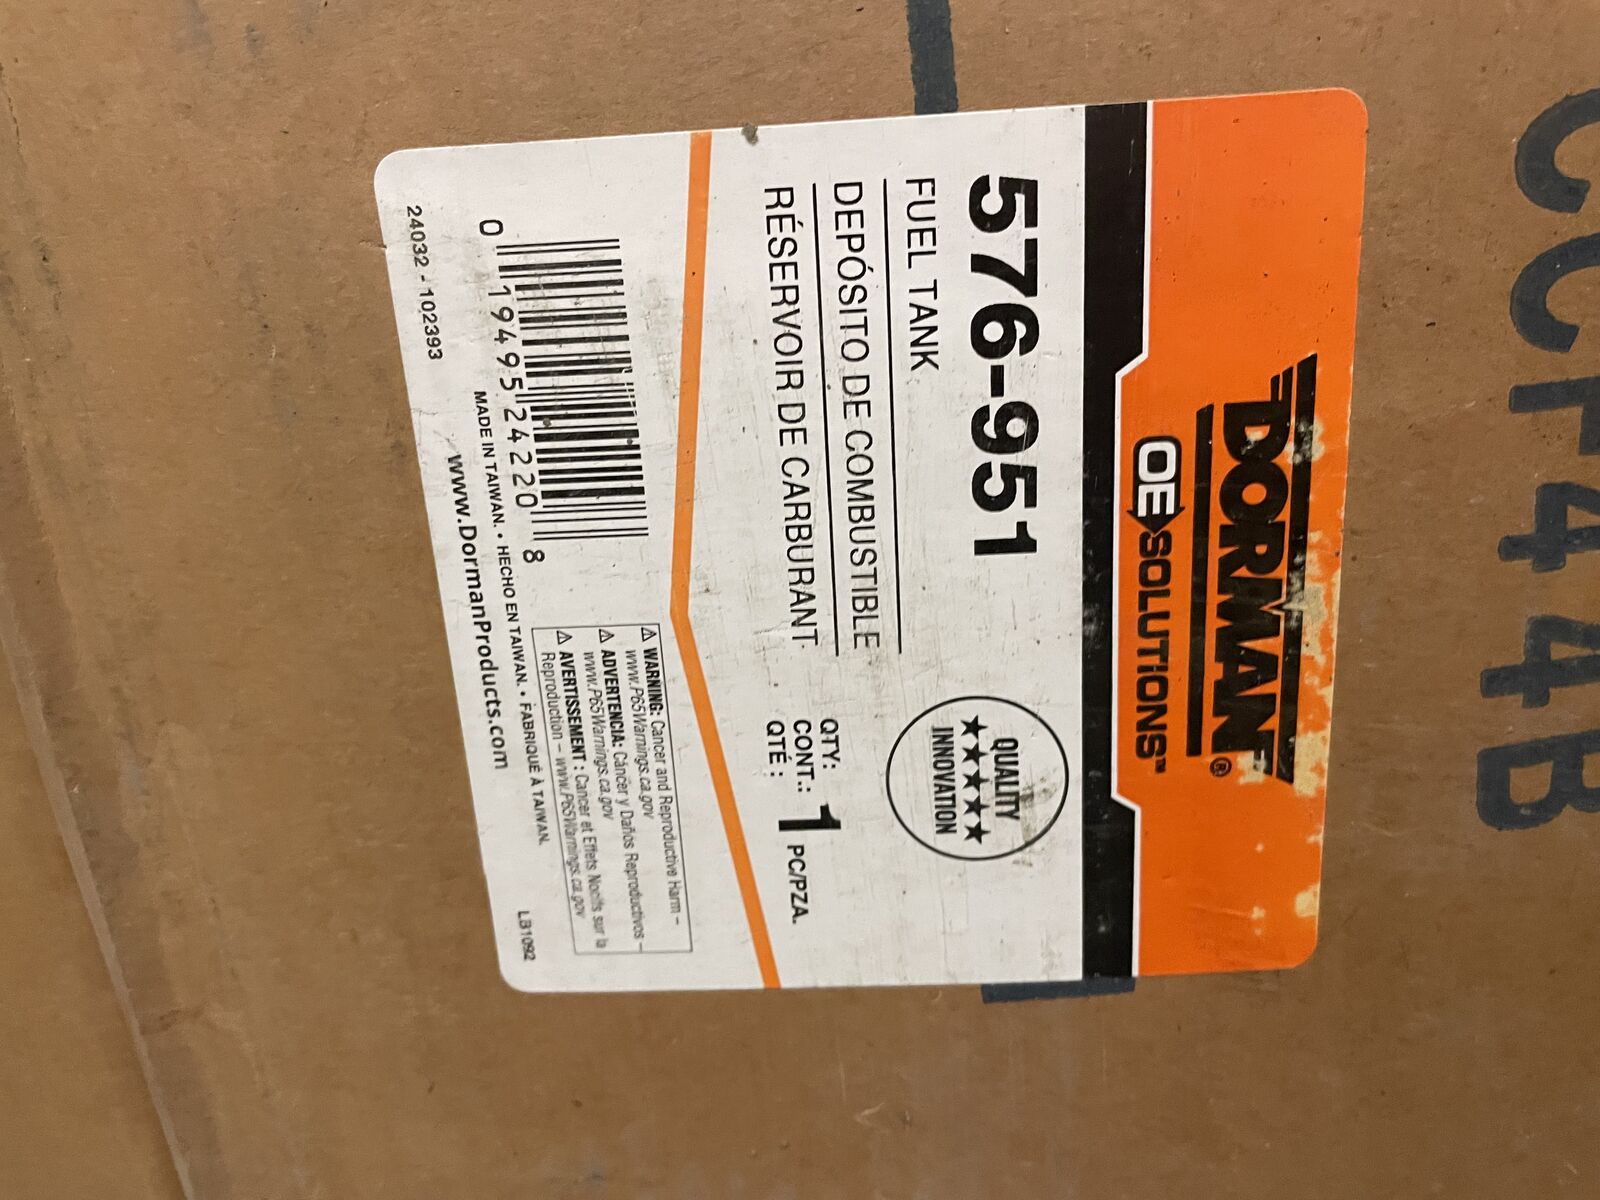 DORMAN®
OE SOLUTIONS™
576-951
FUEL TANK
DEPÓSITO DE COMBUSTIBLE
RÉSERVOIR DE CARBURANT
QUALITY
★★★★★
INNOVATION
QTY:
CONT.: 1 PC/PZA.
QTÉ :
⚠ WARNING: Cancer and Reproductive Harm –
www.P65Warnings.ca.gov
⚠ ADVERTENCIA: Cáncer y Daños Reproductivos –
www.P65Warnings.ca.gov
⚠ AVERTISSEMENT : Cancer et Effets Nocifs sur la
Reproduction – www.P65Warnings.ca.gov
0 19495 24220 8
MADE IN TAIWAN. • HECHO EN TAIWAN. • FABRIQUÉ À TAIWAN.
www.DormanProducts.com
24032 - 102393
LB1092